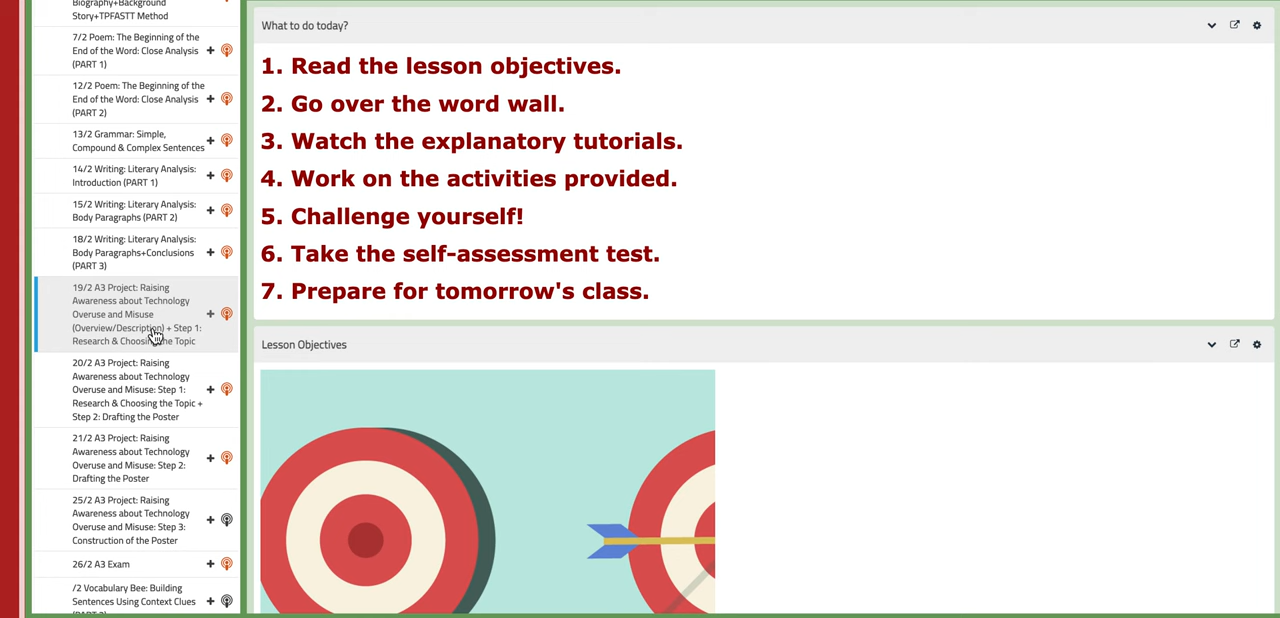 Biography+Background
Story+TPFASTT Method
7/2 Poem: The Beginning of the
End of the Word: Close Analysis
(PART 1)
12/2 Poem: The Beginning of the
End of the Word: Close Analysis
(PART 2)
13/2 Grammar: Simple,
Compound & Complex Sentences
14/2 Writing: Literary Analysis:
Introduction (PART 1)
15/2 Writing: Literary Analysis:
Body Paragraphs (PART 2)
18/2 Writing: Literary Analysis:
Body Paragraphs+Conclusions
(PART 3)
19/2 A3 Project: Raising
Awareness about Technology
Overuse and Misuse
(Overview/Description) + Step 1:
Research & Choosing the Topic
20/2 A3 Project: Raising
Awareness about Technology
Overuse and Misuse: Step 1:
Research & Choosing the Topic +
Step 2: Drafting the Poster
21/2 A3 Project: Raising
Awareness about Technology
Overuse and Misuse: Step 2:
Drafting the Poster
25/2 A3 Project: Raising
Awareness about Technology
Overuse and Misuse: Step 3:
Construction of the Poster
26/2 A3 Exam
/2 Vocabulary Bee: Building
Sentences Using Context Clues
What to do today?
1. Read the lesson objectives.
2. Go over the word wall.
3. Watch the explanatory tutorials.
4. Work on the activities provided.
5. Challenge yourself!
6. Take the self-assessment test.
7. Prepare for tomorrow's class.
Lesson Objectives